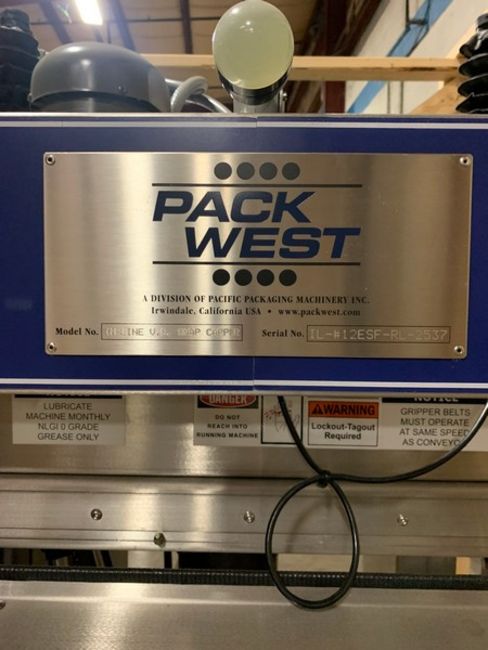 PACK
WEST
A DIVISION OF PACIFIC PACKAGING MACHINERY INC.
Irwindale, California USA • www.packwest.com
Model No. CAPPER Serial No. IL-#12ESF-RL-2537
LUBRICATE
MACHINE MONTHLY
NLGI 0 GRADE
GREASE ONLY
DANGER
DO NOT
REACH INTO
RUNNING MACHINE
WARNING
Lockout-Tagout
Required
NOTICE
GRIPPER BELTS
MUST OPERATE
AT SAME SPEED
AS CONVEYO